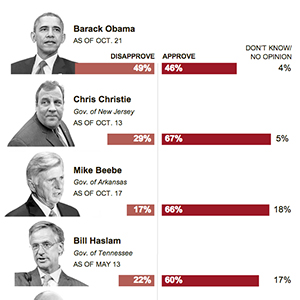 Barack Obama
AS OF OCT. 21
DISAPPROVE APPROVE DON'T KNOW/
NO OPINION
49% 46% 4%
Chris Christie
Gov. of New Jersey
AS OF OCT. 13
29% 67% 5%
Mike Beebe
Gov. of Arkansas
AS OF OCT. 17
17% 66% 18%
Bill Haslam
Gov. of Tennessee
AS OF MAY 13
22% 60% 17%